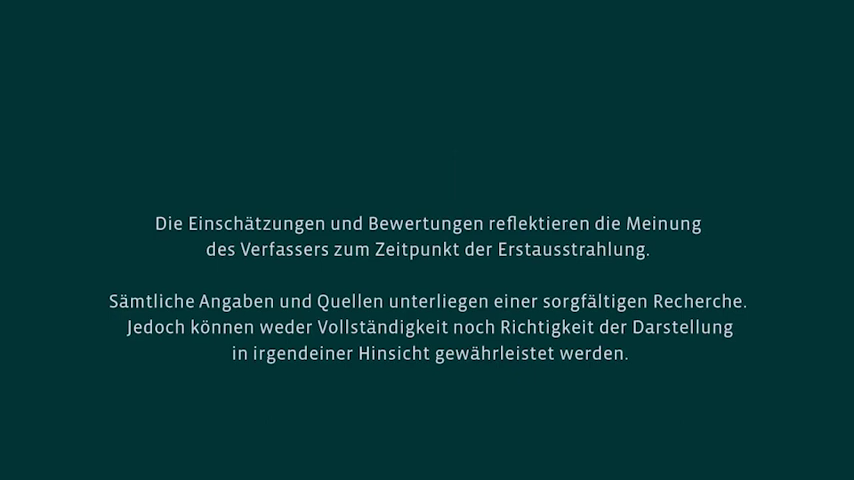 Die Einschätzungen und Bewertungen reflektieren die Meinung
des Verfassers zum Zeitpunkt der Erstausstrahlung.
Sämtliche Angaben und Quellen unterliegen einer sorgfältigen Recherche.
Jedoch können weder Vollständigkeit noch Richtigkeit der Darstellung
in irgendeiner Hinsicht gewährleistet werden.